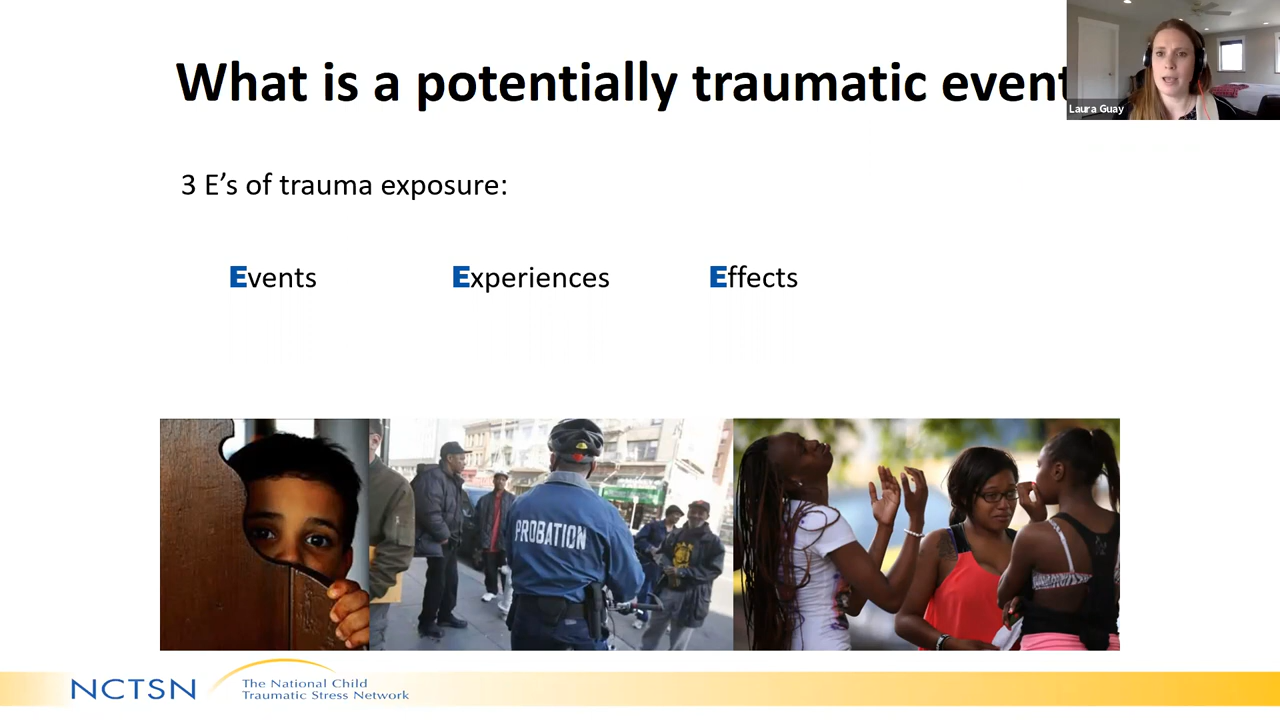 What is a potentially traumatic event
Laura Guay
3 E’s of trauma exposure:
Events
Experiences
Effects
PROBATION
NCTSN
The National Child
Traumatic Stress Network